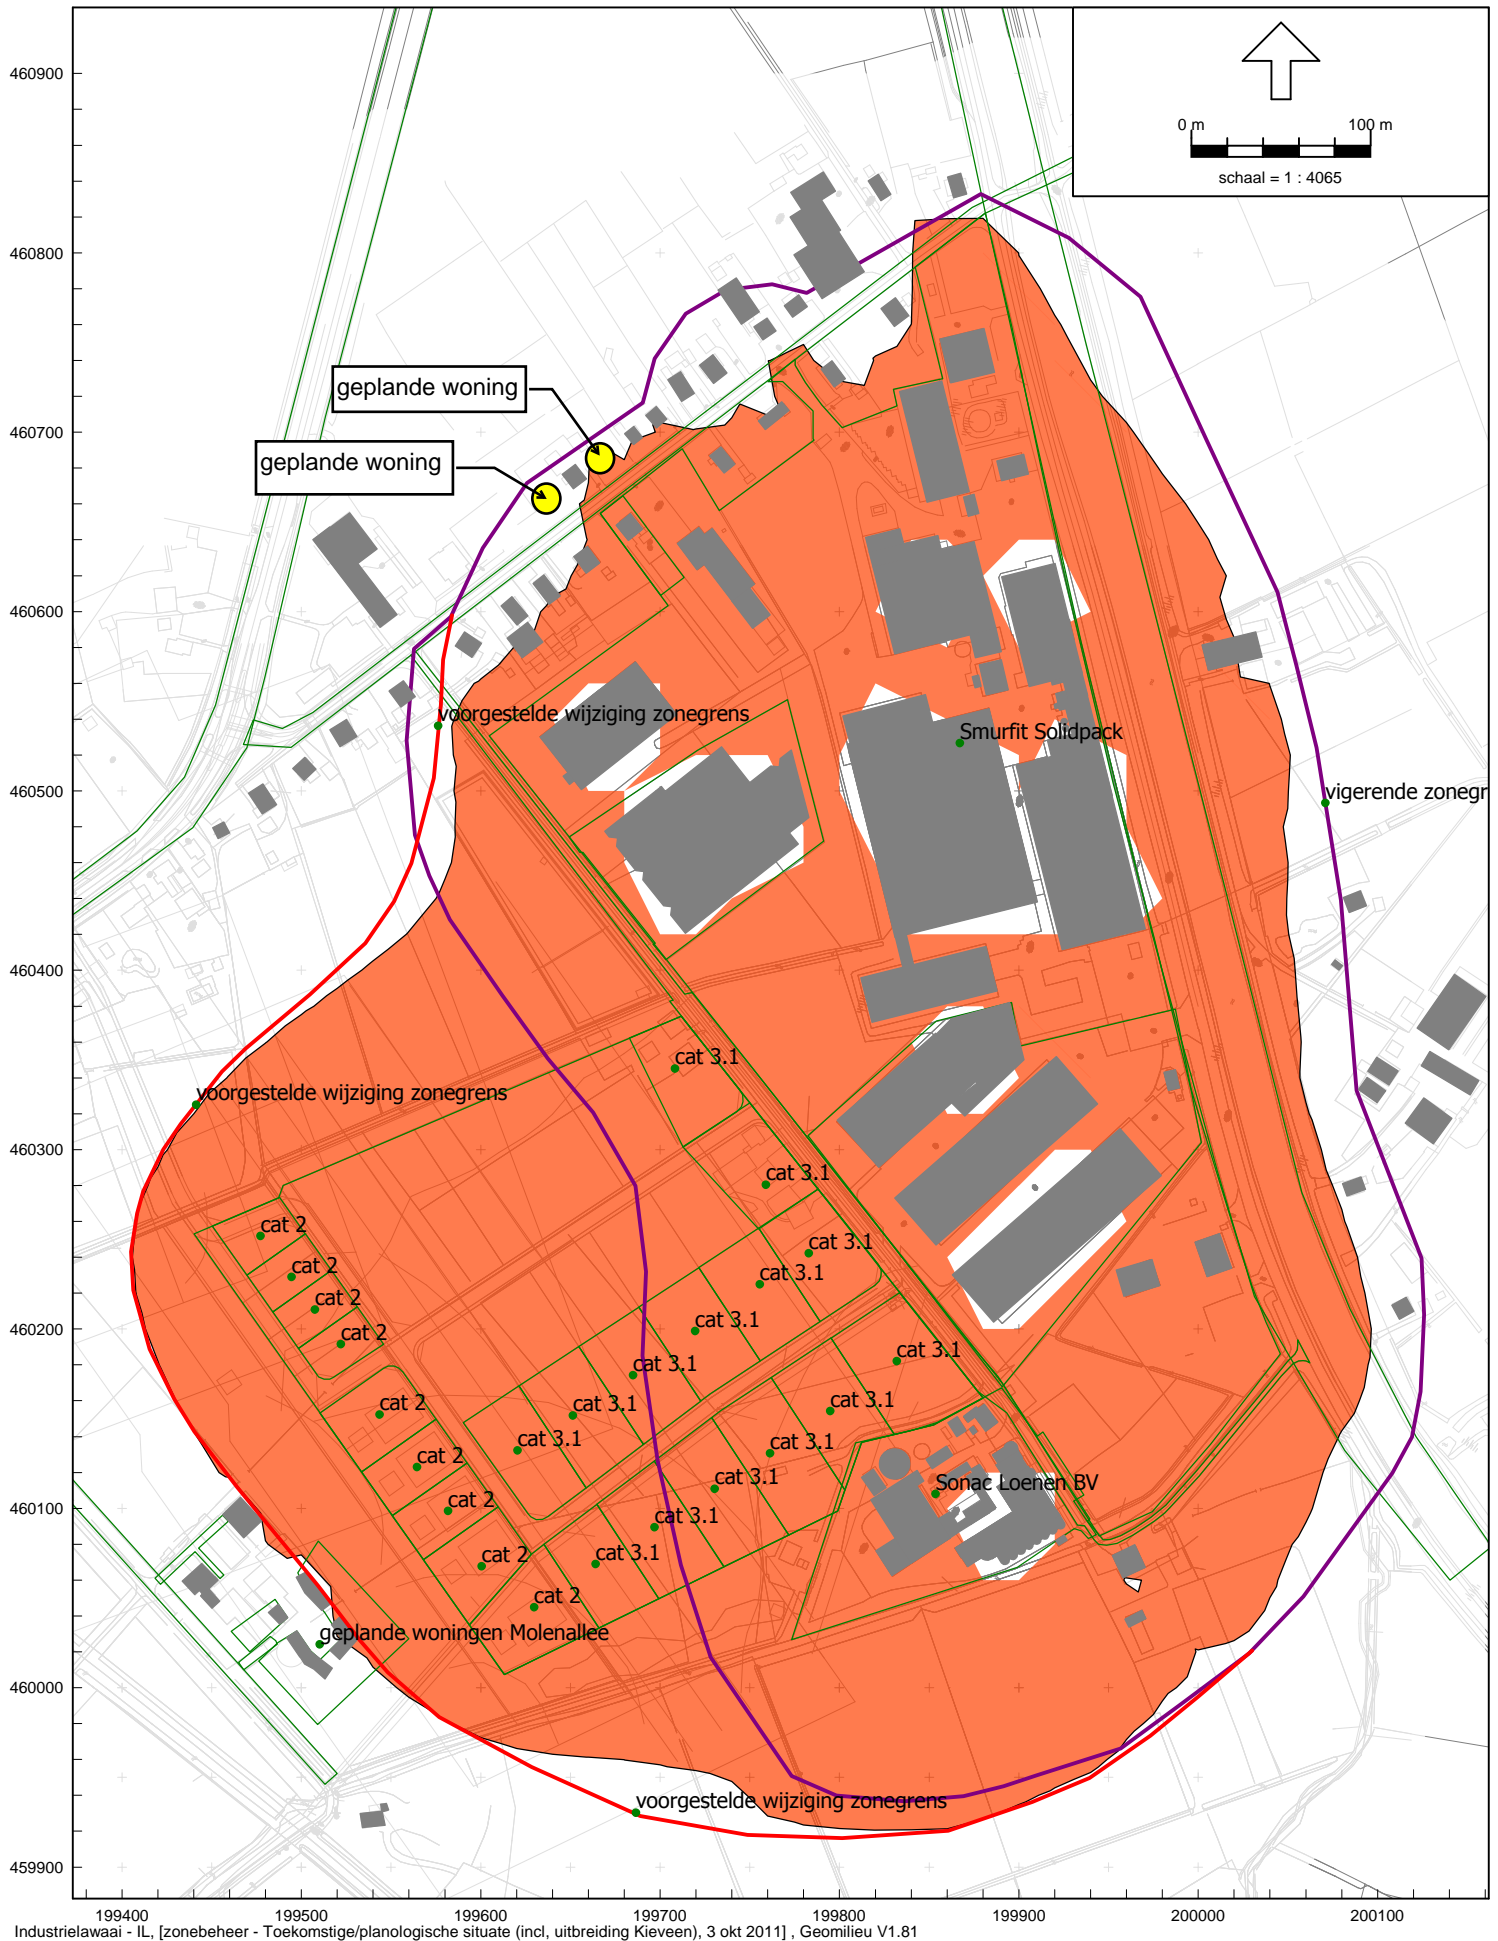 460900
0 m 100 m
schaal = 1 : 4065
460800
geplande woning
460700
geplande woning
460600
voorgestelde wijziging zonegrens
Smurfit Solidpack
460500
vigerende zonegr
460400
cat 3.1
voorgestelde wijziging zonegrens
460300
cat 3.1
cat 2
cat 3.1
cat 2
cat 3.1
cat 2
cat 3.1
460200
cat 2
cat 3.1
cat 3.1
cat 2
cat 3.1
cat 3.1
cat 3.1
cat 3.1
cat 2
cat 3.1
Sonac Loenen BV
460100
cat 2
cat 3.1
cat 2
cat 3.1
cat 2
geplande woningen Molenallee
460000
voorgestelde wijziging zonegrens
459900
199400 199500 199600 199700 199800 199900 200000 200100
Industrielawaai - IL, [zonebeheer - Toekomstige/planologische situate (incl, uitbreiding Kieveen), 3 okt 2011] , Geomilieu V1.81